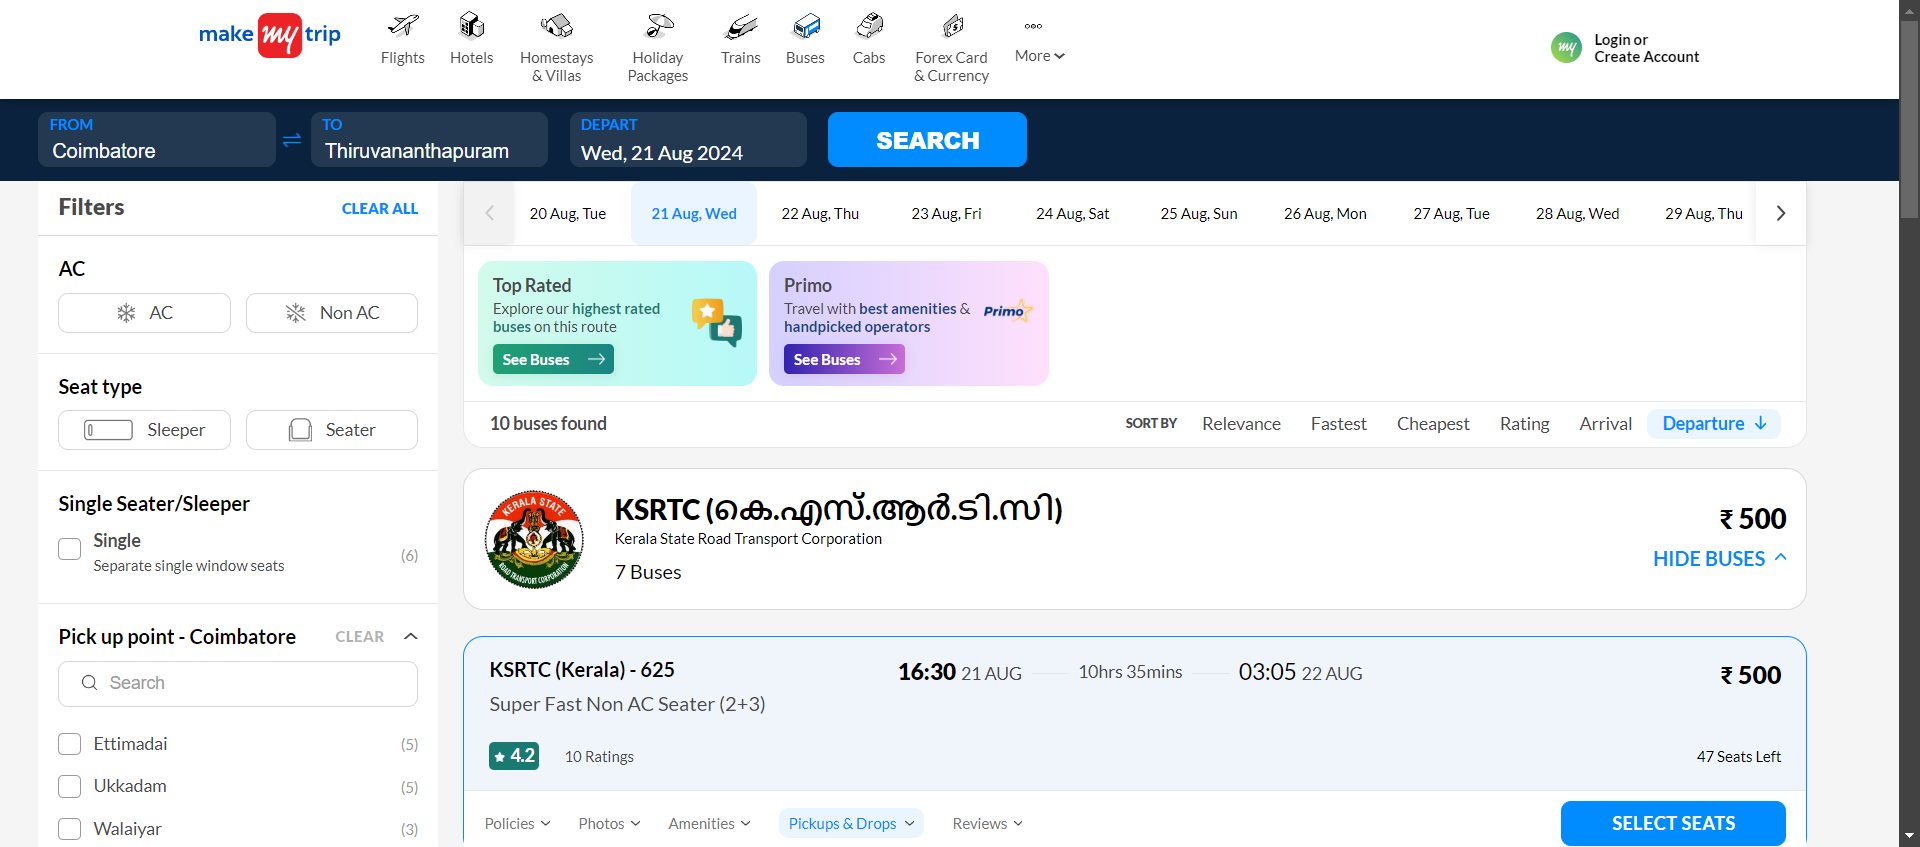 make my trip
Flights
Hotels
Homestays
& Villas
Holiday
Packages
Trains
Buses
Cabs
Forex Card
& Currency
More
my
Login or
Create Account
FROM
Coimbatore
TO
Thiruvananthapuram
DEPART
Wed, 21 Aug 2024
SEARCH
Filters
CLEAR ALL
AC
AC
Non AC
Seat type
Sleeper
Seater
Single Seater/Sleeper
Single
Separate single window seats
(6)
Pick up point - Coimbatore
CLEAR
Search
Ettimadai (5)
Ukkadam (5)
Walaiyar (3)
20 Aug, Tue
21 Aug, Wed
22 Aug, Thu
23 Aug, Fri
24 Aug, Sat
25 Aug, Sun
26 Aug, Mon
27 Aug, Tue
28 Aug, Wed
29 Aug, Thu
Top Rated
Explore our highest rated
buses on this route
See Buses
Primo
Travel with best amenities &
handpicked operators
See Buses
Primo
10 buses found
SORT BY
Relevance
Fastest
Cheapest
Rating
Arrival
Departure
KERALA STATE
ROAD TRANSPORT CORPORATION
KSRTC (കെ.എസ്.ആർ.ടി.സി)
Kerala State Road Transport Corporation
7 Buses
₹ 500
HIDE BUSES
KSRTC (Kerala) - 625
Super Fast Non AC Seater (2+3)
16:30 21 AUG
10hrs 35mins
03:05 22 AUG
₹ 500
4.2
10 Ratings
47 Seats Left
Policies
Photos
Amenities
Pickups & Drops
Reviews
SELECT SEATS